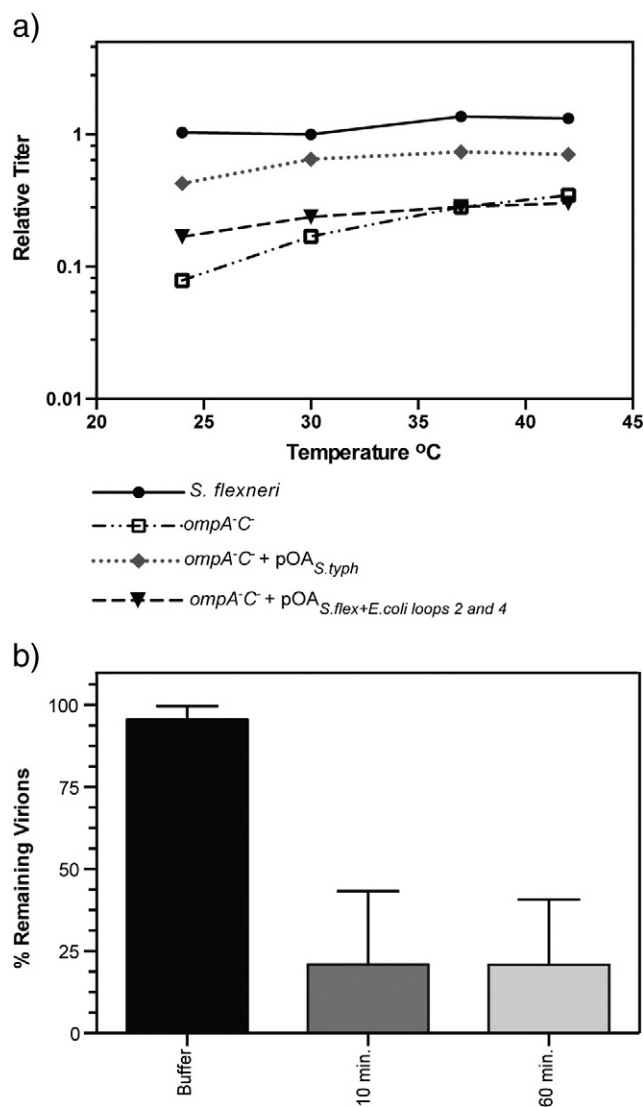 a)
Relative Titer
1
0.1
0.01
20 25 30 35 40 45
Temperature ºC
S. flexneri
ompA⁻C⁻
ompA⁻C⁻ + pOA S.typh
ompA⁻C⁻ + pOA S.flex+E.coli loops 2 and 4
b)
% Remaining Virions
100
75
50
25
0
Buffer
10 min.
60 min.